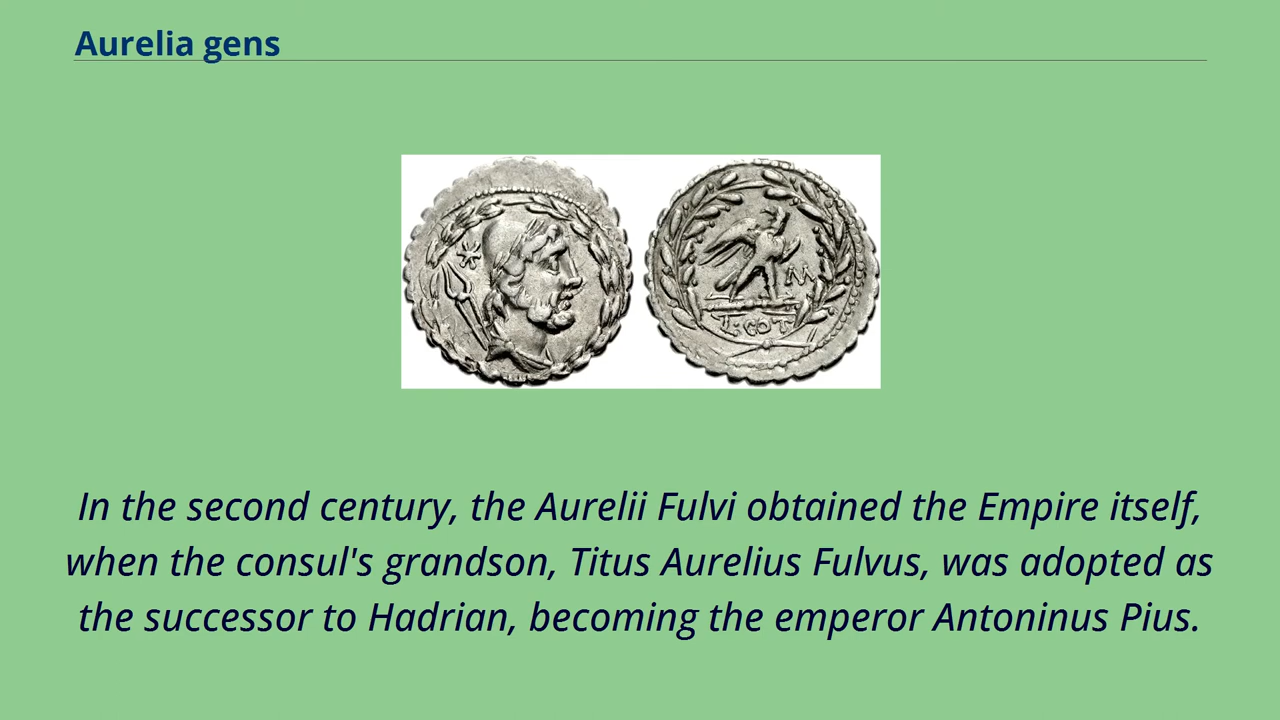 Aurelia gens
L·COT
In the second century, the Aurelii Fulvi obtained the Empire itself,
when the consul's grandson, Titus Aurelius Fulvus, was adopted as
the successor to Hadrian, becoming the emperor Antoninus Pius.